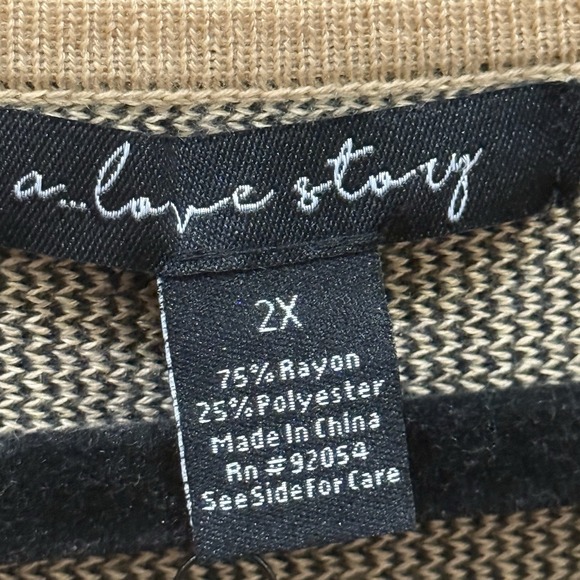 a...love story
2X
75% Rayon
25% Polyester
Made In China
Rn # 92054
See Side For Care